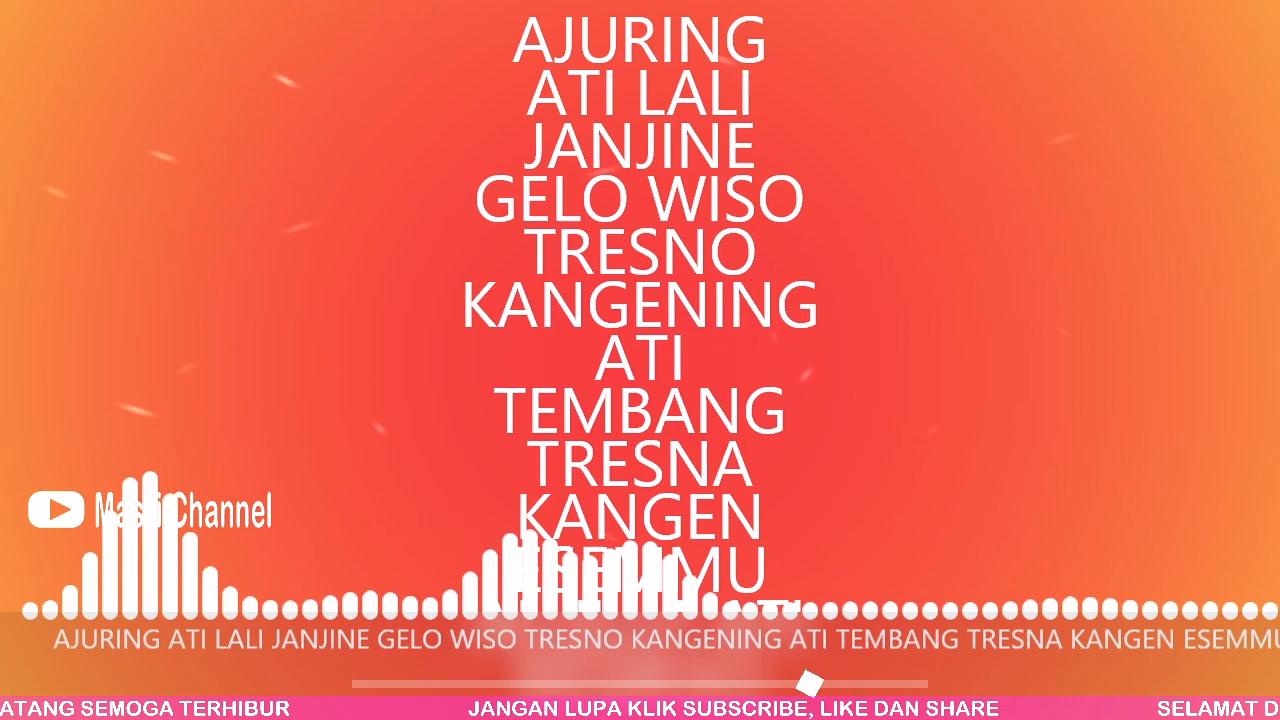 AJURING
ATI LALI
JANJINE
GELO WISO
TRESNO
KANGENING
ATI
TEMBANG
TRESNA
KANGEN
ESEMMU
Channel
AJURING ATI LALI JANJINE GELO WISO TRESNO KANGENING ATI TEMBANG TRESNA KANGEN ESEMMU
ATANG SEMOGA TERHIBUR JANGAN LUPA KLIK SUBSCRIBE, LIKE DAN SHARE SELAMAT D